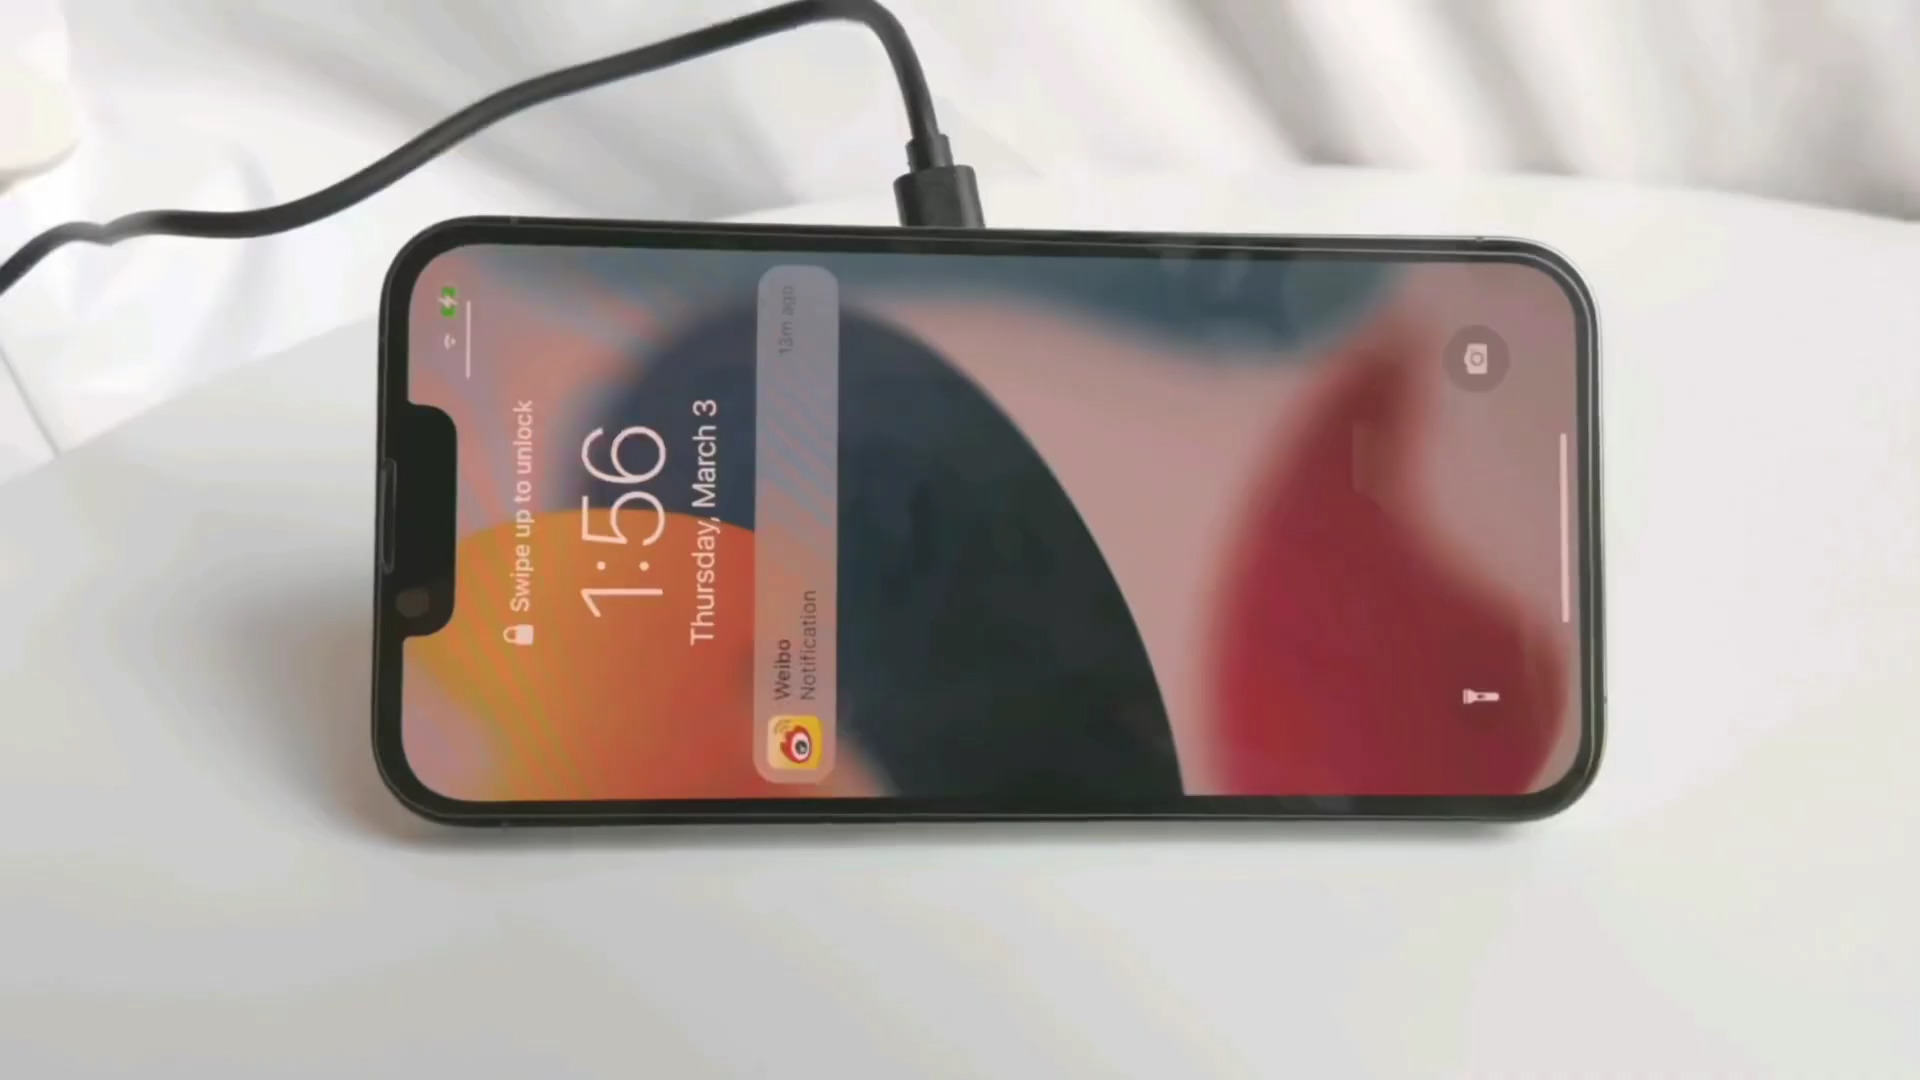 Swipe up to unlock
1:56
Thursday, March 3
Weibo
13m ago
Notification